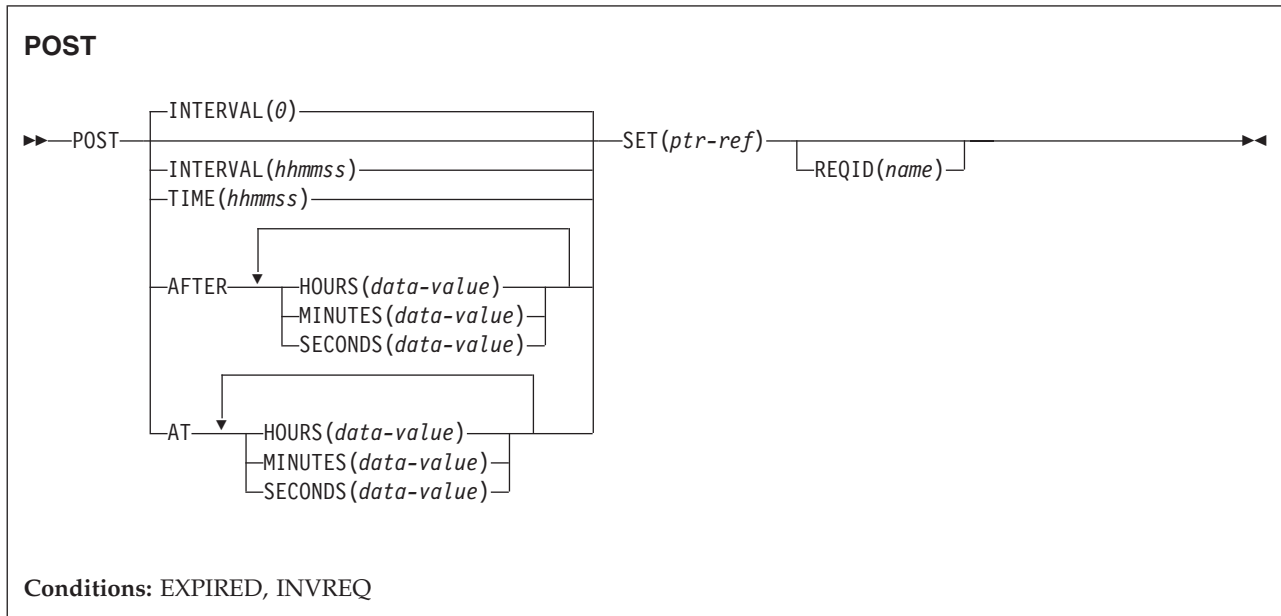 POST
INTERVAL(0)
POST SET(ptr-ref)
INTERVAL(hhmmss) REQID(name)
TIME(hhmmss)
AFTER HOURS(data-value)
MINUTES(data-value)
SECONDS(data-value)
AT HOURS(data-value)
MINUTES(data-value)
SECONDS(data-value)
Conditions: EXPIRED, INVREQ